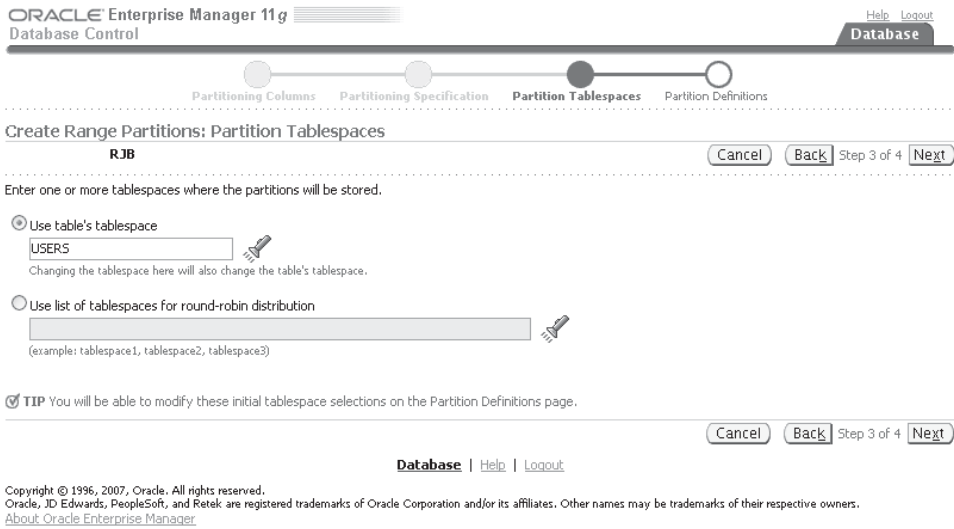 ORACLE Enterprise Manager 11g
Help Logout
Database Control
Database
Partitioning Columns Partitioning Specification Partition Tablespaces Partition Definitions
Create Range Partitions: Partition Tablespaces
RJB
Cancel Back Step 3 of 4 Next
Enter one or more tablespaces where the partitions will be stored.
Use table's tablespace
USERS
Changing the tablespace here will also change the table's tablespace.
Use list of tablespaces for round-robin distribution
(example: tablespace1, tablespace2, tablespace3)
TIP You will be able to modify these initial tablespace selections on the Partition Definitions page.
Cancel Back Step 3 of 4 Next
Database | Help | Logout
Copyright © 1996, 2007, Oracle. All rights reserved.
Oracle, JD Edwards, PeopleSoft, and Retek are registered trademarks of Oracle Corporation and/or its affiliates. Other names may be trademarks of their respective owners.
About Oracle Enterprise Manager